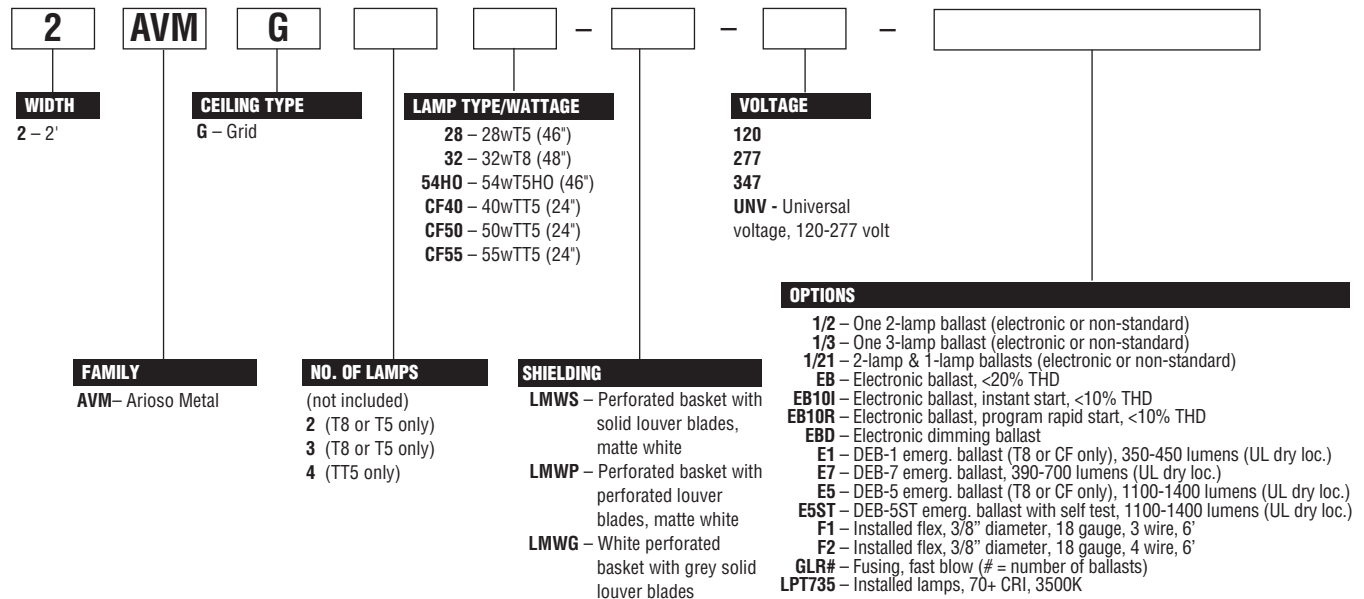 2 AVM G – – –
WIDTH
2 – 2'
CEILING TYPE
G – Grid
LAMP TYPE/WATTAGE
28 – 28wT5 (46")
32 – 32wT8 (48")
54HO – 54wT5HO (46")
CF40 – 40wTT5 (24")
CF50 – 50wTT5 (24")
CF55 – 55wTT5 (24")
VOLTAGE
120
277
347
UNV - Universal
voltage, 120-277 volt
FAMILY
AVM– Arioso Metal
NO. OF LAMPS
(not included)
2 (T8 or T5 only)
3 (T8 or T5 only)
4 (TT5 only)
SHIELDING
LMWS – Perforated basket with
solid louver blades,
matte white
LMWP – Perforated basket with
perforated louver
blades, matte white
LMWG – White perforated
basket with grey solid
louver blades
OPTIONS
1/2 – One 2-lamp ballast (electronic or non-standard)
1/3 – One 3-lamp ballast (electronic or non-standard)
1/21 – 2-lamp & 1-lamp ballasts (electronic or non-standard)
EB – Electronic ballast, <20% THD
EB10I – Electronic ballast, instant start, <10% THD
EB10R – Electronic ballast, program rapid start, <10% THD
EBD – Electronic dimming ballast
E1 – DEB-1 emerg. ballast (T8 or CF only), 350-450 lumens (UL dry loc.)
E7 – DEB-7 emerg. ballast, 390-700 lumens (UL dry loc.)
E5 – DEB-5 emerg. ballast (T8 or CF only), 1100-1400 lumens (UL dry loc.)
E5ST – DEB-5ST emerg. ballast with self test, 1100-1400 lumens (UL dry loc.)
F1 – Installed flex, 3/8” diameter, 18 gauge, 3 wire, 6’
F2 – Installed flex, 3/8” diameter, 18 gauge, 4 wire, 6’
GLR# – Fusing, fast blow (# = number of ballasts)
LPT735 – Installed lamps, 70+ CRI, 3500K